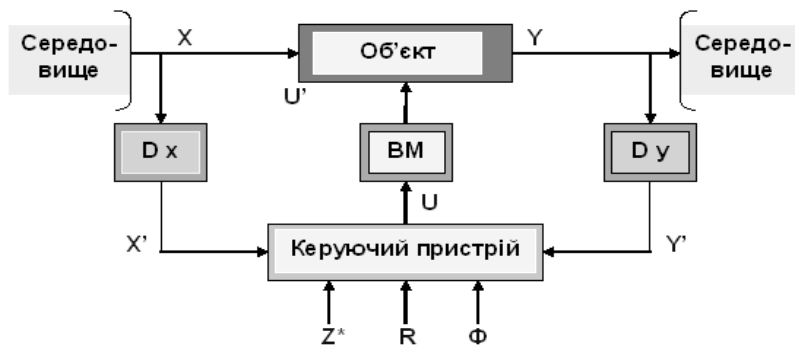 Середо-
вище
X
Об’єкт
Y
Середо-
вище
U’
D x
ВМ
D y
U
X’
Керуючий пристрій
Y’
Z*
R
Ф